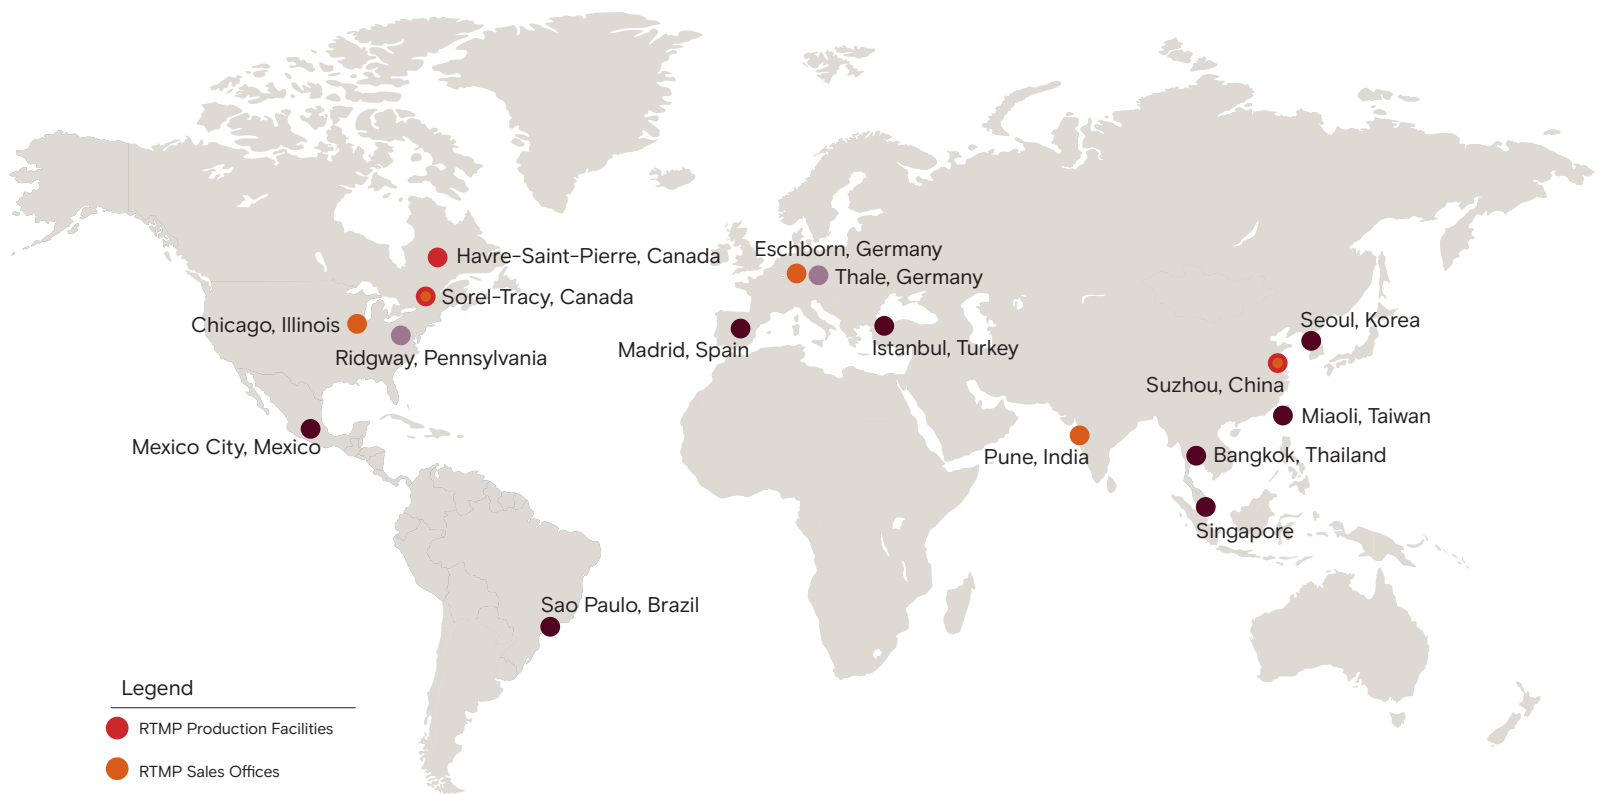 Havre-Saint-Pierre, Canada
Eschborn, Germany
Thale, Germany
Sorel-Tracy, Canada
Chicago, Illinois
Ridgway, Pennsylvania
Madrid, Spain
Istanbul, Turkey
Seoul, Korea
Suzhou, China
Miaoli, Taiwan
Mexico City, Mexico
Pune, India
Bangkok, Thailand
Singapore
Sao Paulo, Brazil
Legend
RTMP Production Facilities
RTMP Sales Offices